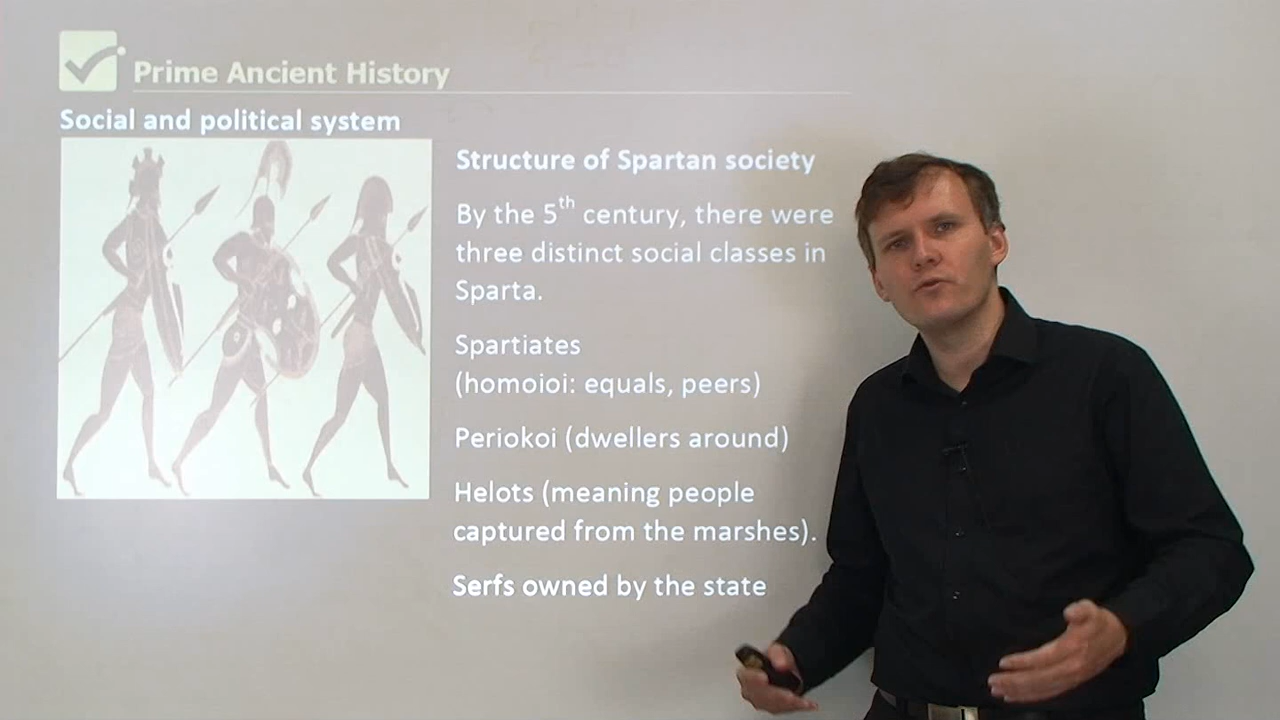 Prime Ancient History
Social and political system
Structure of Spartan society
By the 5th century, there were
three distinct social classes in
Sparta.
Spartiates
(homoioi: equals, peers)
Periokoi (dwellers around)
Helots (meaning people
captured from the marshes).
Serfs owned by the state